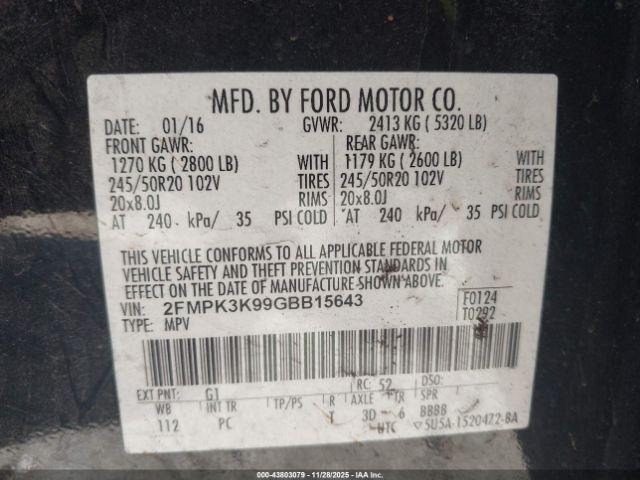 MFD. BY FORD MOTOR CO.
DATE: 01/16 GVWR: 2413 KG ( 5320 LB)
FRONT GAWR: REAR GAWR:
1270 KG ( 2800 LB) WITH 1179 KG ( 2600 LB) WITH
245/50R20 102V TIRES 245/50R20 102V TIRES
20x8.0J RIMS 20x8.0J RIMS
AT 240 kPa/ 35 PSI COLD AT 240 kPa/ 35 PSI COLD
THIS VEHICLE CONFORMS TO ALL APPLICABLE FEDERAL MOTOR
VEHICLE SAFETY AND THEFT PREVENTION STANDARDS IN
EFFECT ON THE DATE OF MANUFACTURE SHOWN ABOVE.
VIN: 2FMPK3K99GBB15643 F0124
TYPE: MPV T0292
EXT PNT: G1 RC: 52 DSO:
WB INT TR TP/PS R AXLE TR SPR
112 PC T 3D 6 BBBB
UTC ▽5U5A-1520472-BA
© 000-43803079 | 11/28/2025 - IAAI.COM